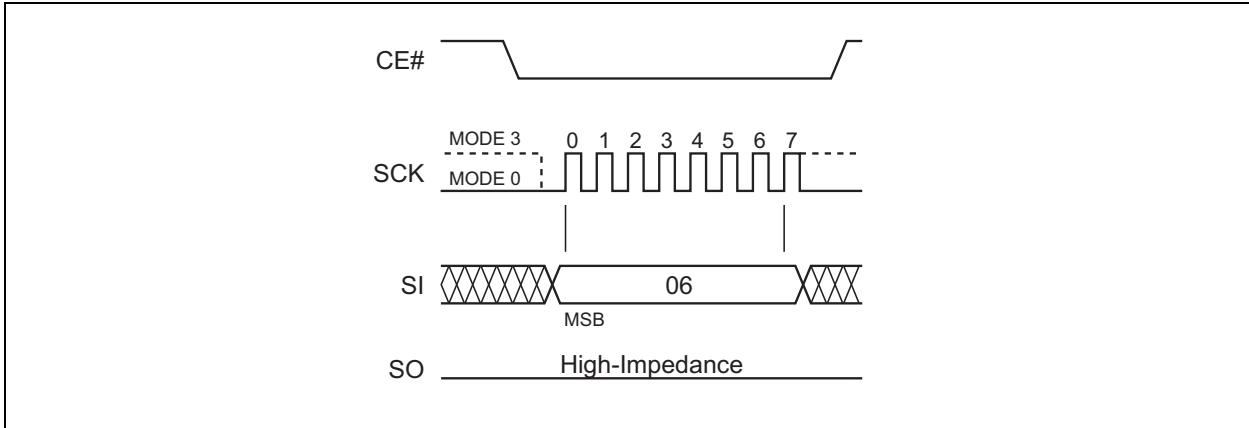 CE#
MODE 3
0 1 2 3 4 5 6 7
SCK
MODE 0
SI
06
MSB
SO
High-Impedance